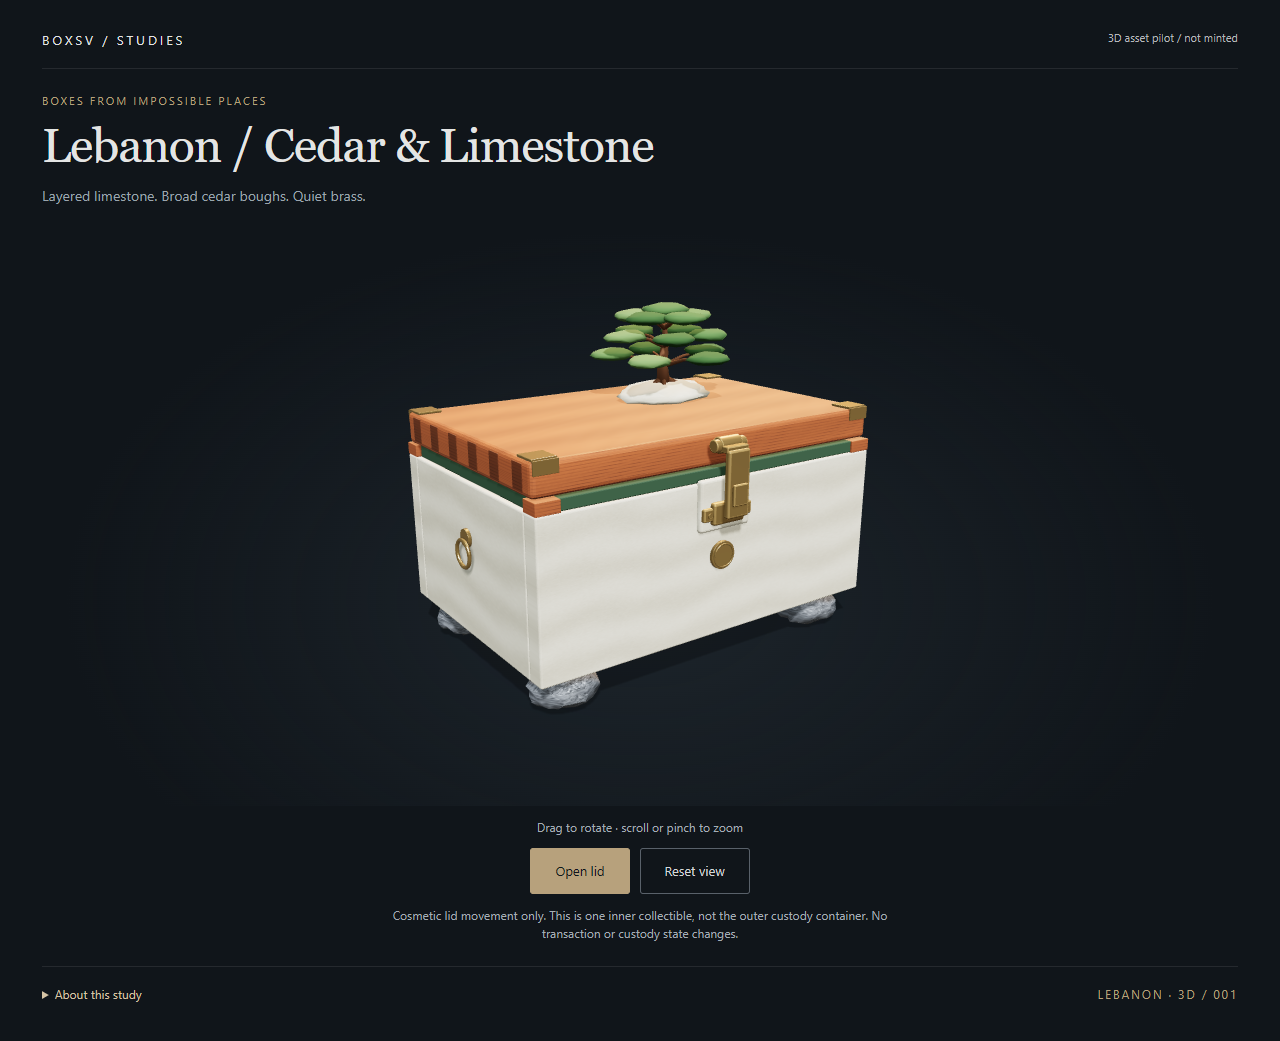 BOXSV / STUDIES
3D asset pilot / not minted
BOXES FROM IMPOSSIBLE PLACES
Lebanon / Cedar & Limestone
Layered limestone. Broad cedar boughs. Quiet brass.
Drag to rotate · scroll or pinch to zoom
Open lid
Reset view
Cosmetic lid movement only. This is one inner collectible, not the outer custody container. No
transaction or custody state changes.
About this study
LEBANON · 3D / 001